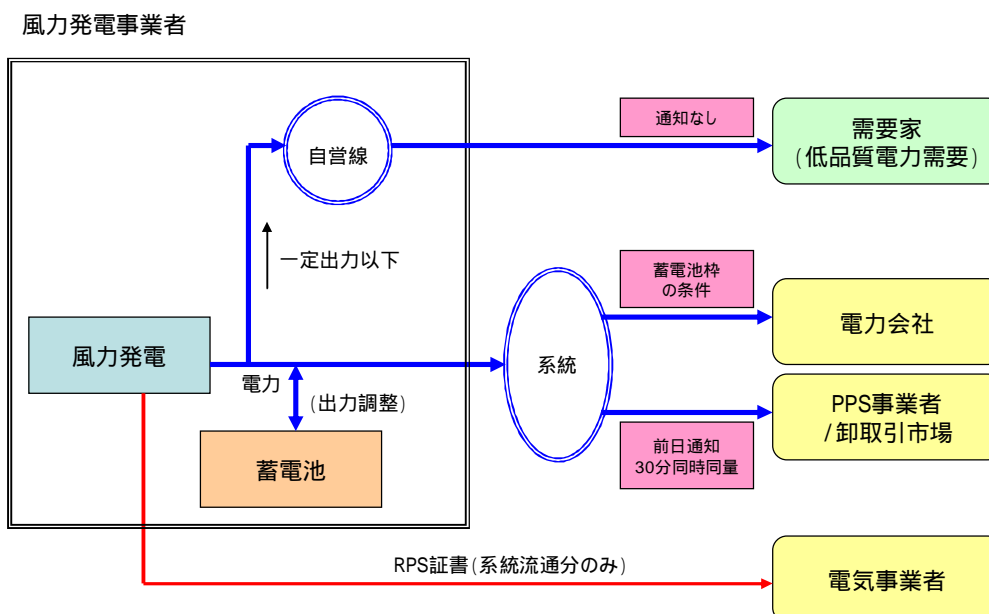 風力発電事業者
自営線
通知なし
需要家
(低品質電力需要)
一定出力以下
蓄電池枠
の条件
電力会社
風力発電
系統
電力
(出力調整)
PPS事業者
/卸取引市場
前日通知
30分同時同量
蓄電池
RPS証書(系統流通分のみ)
電気事業者